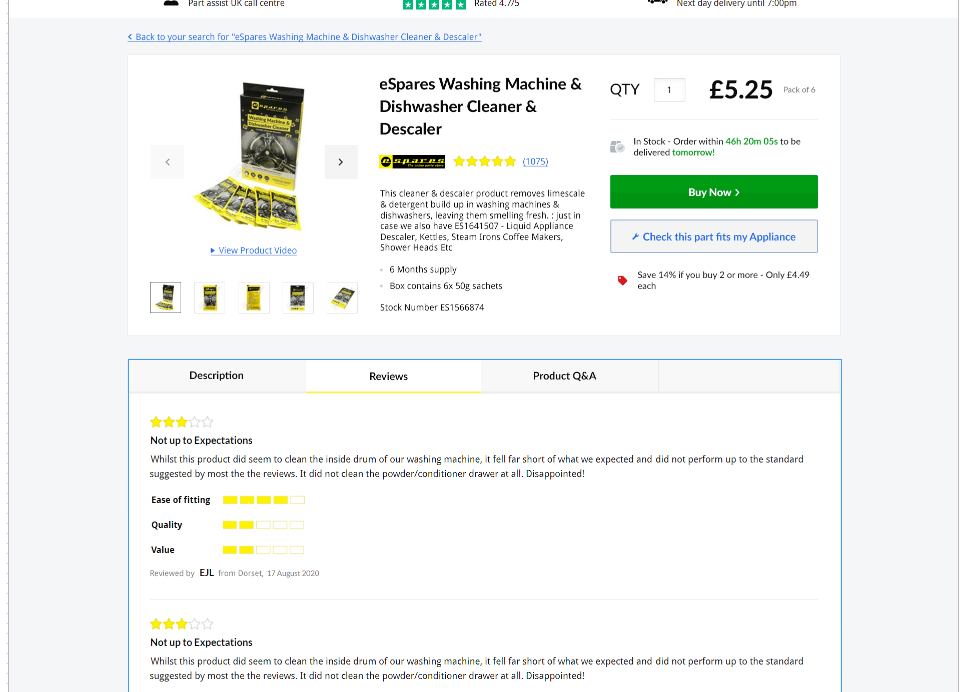 Part assist UK call centre
Rated 4.7/5
Next day delivery until 7:00pm
< Back to your search for "eSpares Washing Machine & Dishwasher Cleaner & Descaler"
eSpares Washing Machine &
Dishwasher Cleaner &
Descaler
espares
(1075)
This cleaner & descaler product removes limescale
& detergent build up in washing machines &
dishwashers, leaving them smelling fresh. : just in
case we also have ES1641507 - Liquid Appliance
Descaler, Kettles, Steam Irons Coffee Makers,
Shower Heads Etc
6 Months supply
Box contains 6x 50g sachets
Stock Number ES1566874
espares
Washing Machine &
Dishwasher Cleaner
View Product Video
QTY 1 £5.25 Pack of 6
In Stock - Order within 46h 20m 05s to be
delivered tomorrow!
Buy Now >
Check this part fits my Appliance
Save 14% if you buy 2 or more - Only £4.49
each
Description Reviews Product Q&A
Not up to Expectations
Whilst this product did seem to clean the inside drum of our washing machine, it fell far short of what we expected and did not perform up to the standard
suggested by most the the reviews. It did not clean the powder/conditioner drawer at all. Disappointed!
Ease of fitting
Quality
Value
Reviewed by EJL from Dorset, 17 August 2020
Not up to Expectations
Whilst this product did seem to clean the inside drum of our washing machine, it fell far short of what we expected and did not perform up to the standard
suggested by most the the reviews. It did not clean the powder/conditioner drawer at all. Disappointed!